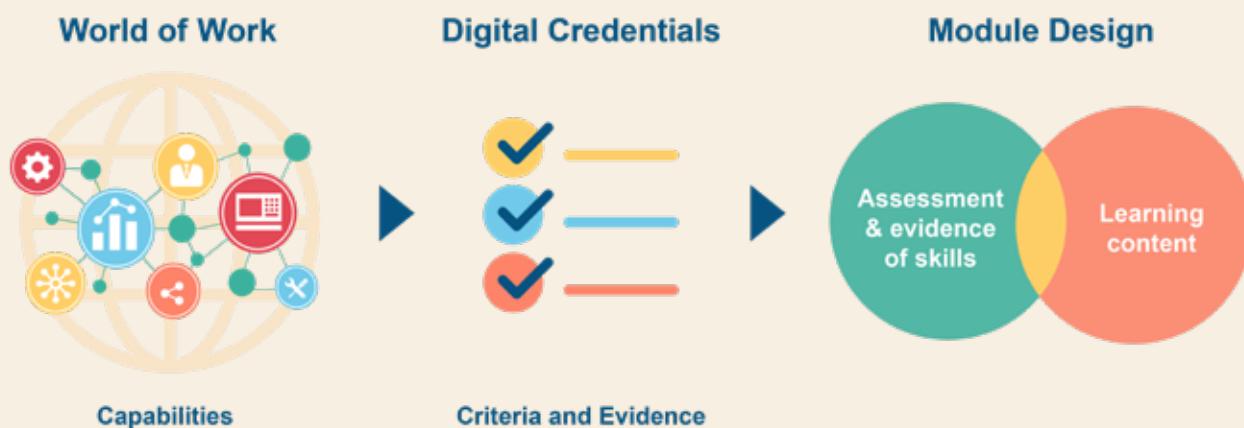 World of Work
Digital Credentials
Module Design
Assessment
& evidence
of skills
Learning
content
Capabilities
Criteria and Evidence